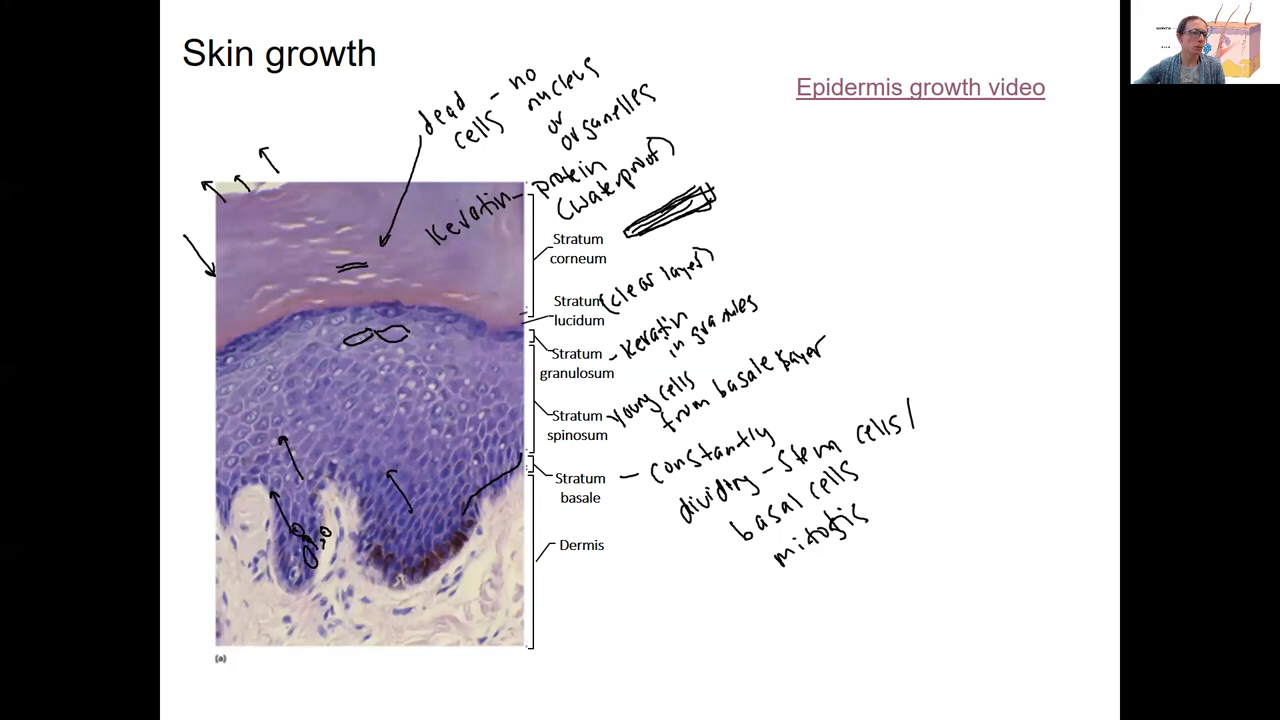 Skin growth
Epidermis growth video
dead
cells
- no
nucleus
or
organelles
Keratin - protein
(waterproof)
Stratum
corneum
Stratum
lucidum
(clear layer)
Stratum
granulosum
- Keratin
in granules
Stratum
spinosum
Young cells
from basale layer
Stratum
basale
- constantly
dividing - stem cells/
basal cells
mitosis
Dermis
(a)